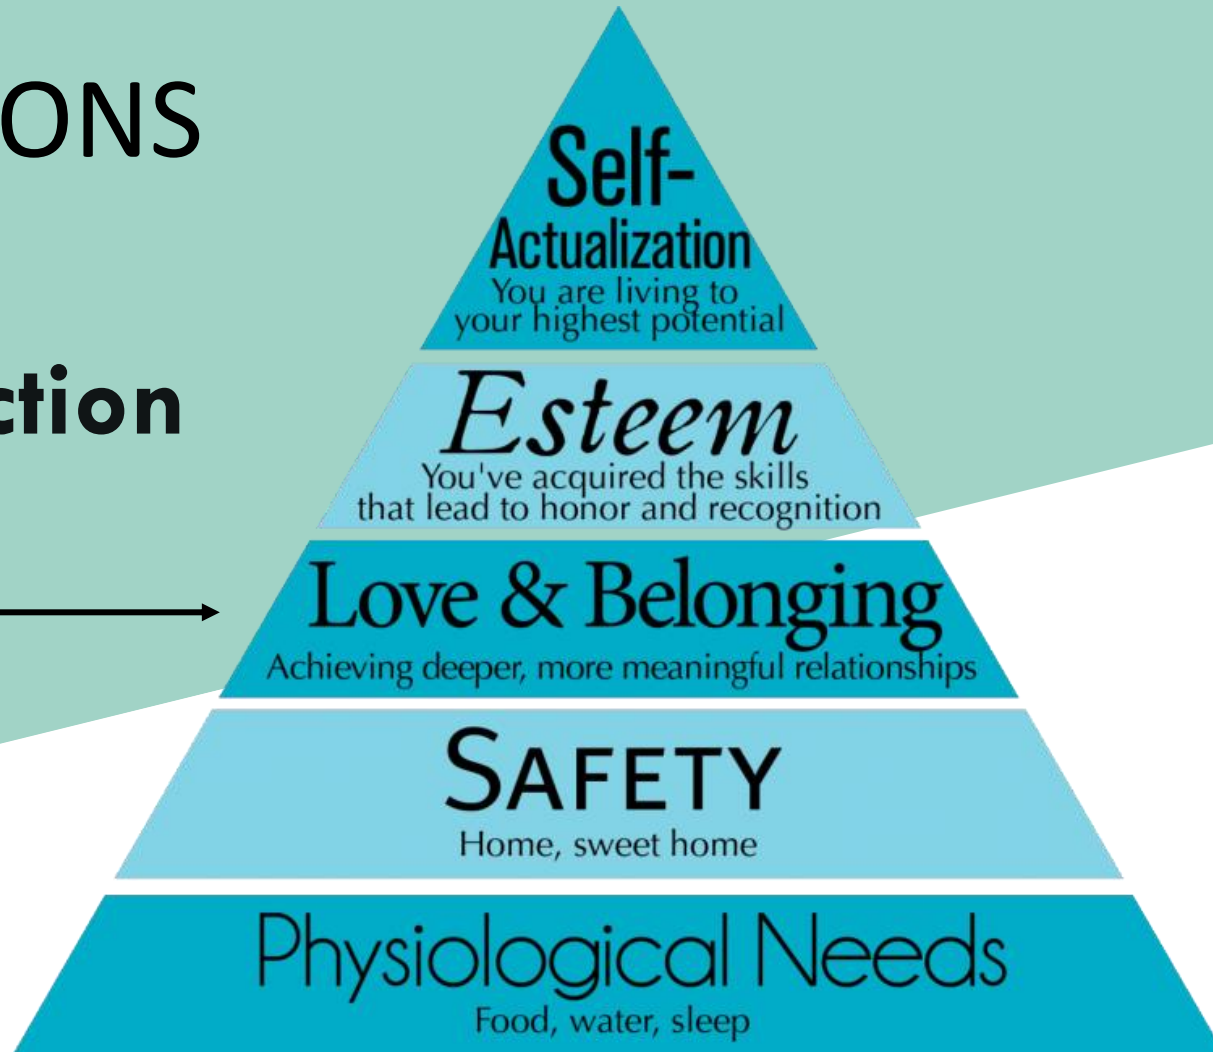 ONS
ction
Self-
Actualization
You are living to
your highest potential
Esteem
You've acquired the skills
that lead to honor and recognition
Love & Belonging
Achieving deeper, more meaningful relationships
SAFETY
Home, sweet home
Physiological Needs
Food, water, sleep